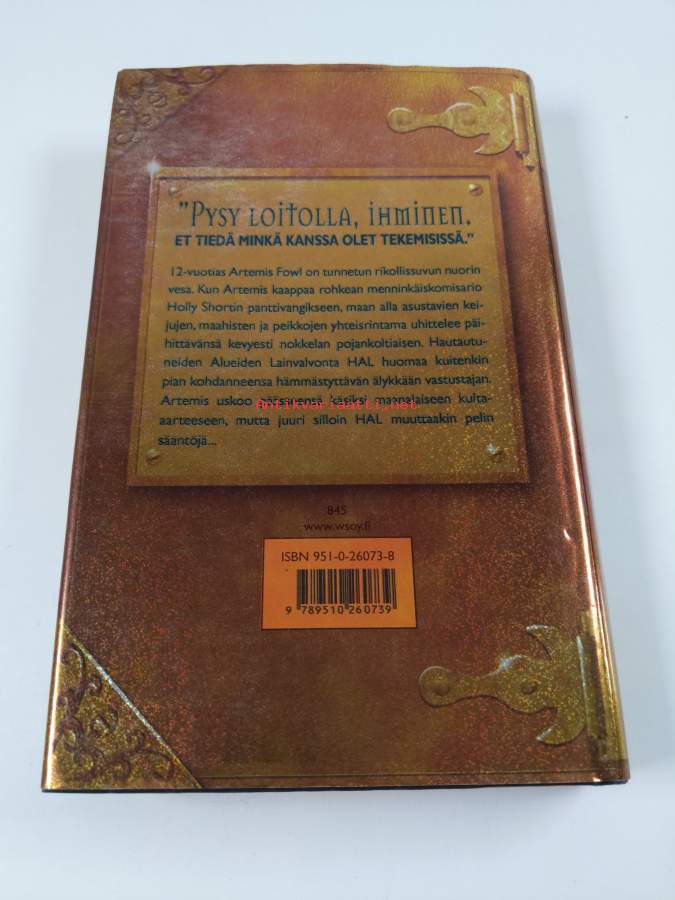 "Pysy loitolla, ihminen.
ET TIEDÄ MINKÄ KANSSA OLET TEKEMISISSÄ."
12-vuotias Artemis Fowl on tunnetun rikollissuvun nuorin
vesa. Kun Artemis kaappaa rohkean menninkäiskomisario
Holly Shortin panttivangikseen, maan alla asustavien kei-
jujen, maahisten ja peikkojen yhteisrintama uhittelee päi-
hittävänsä kevyesti nokkelan pojankoltiaisen. Hautautu-
neiden Alueiden Lainvalvonta HAL huomaa kuitenkin
pian kohdanneensa hämmästyttävän älykkään vastustajan.
Artemis uskoo päässeensä käsiksi maanalaiseen kulta-
antikvariaatti.net
aarteeseen, mutta juuri silloin HAL muuttaakin pelin
sääntöjä...
845
www.wsoy.fi
ISBN 951-0-26073-8
9 789510 260739